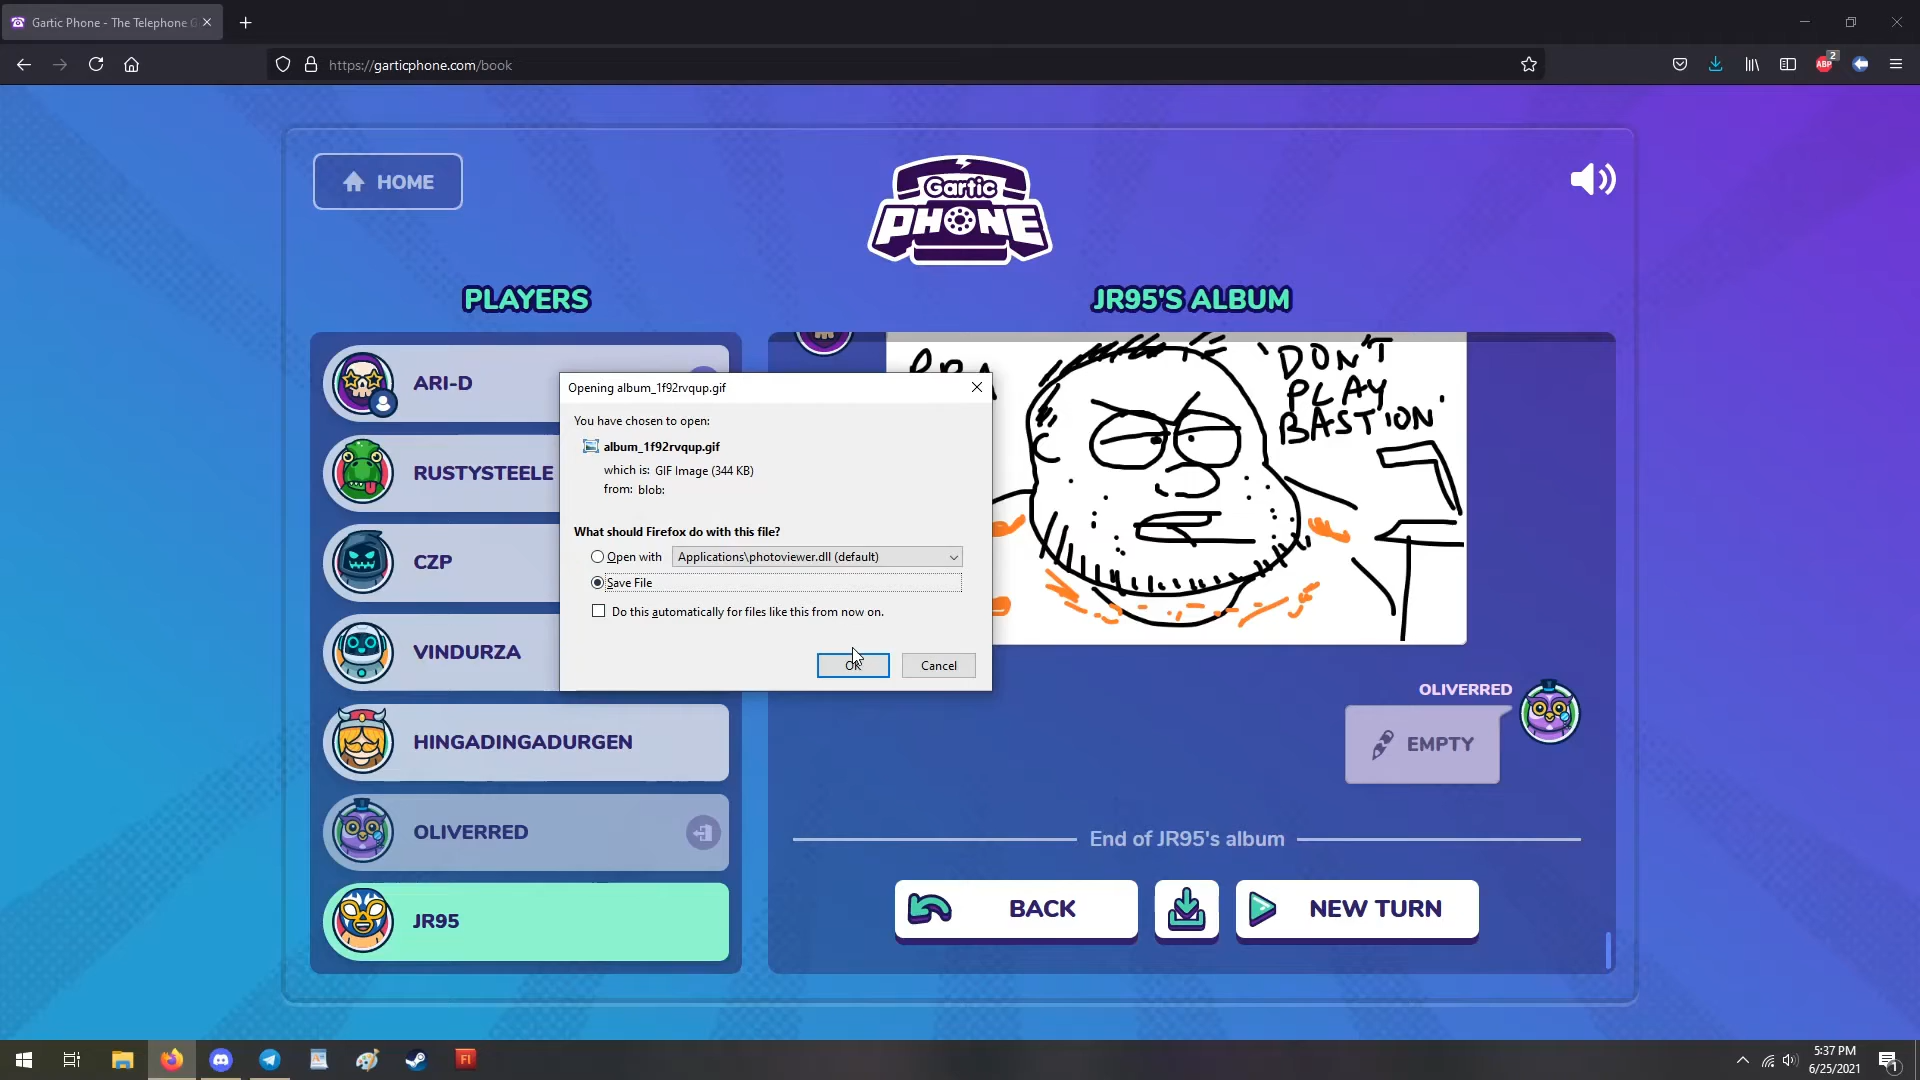 Gartic Phone - The Telephone G
https://garticphone.com/book
ABP
2
HOME
Gartic
PHONE
PLAYERS
JR95'S ALBUM
ARI-D
RUSTYSTEELE
CZP
VINDURZA
HINGADINGADURGEN
OLIVERRED
JR95
Opening album_1f92rvqup.gif
You have chosen to open:
album_1f92rvqup.gif
which is: GIF Image (344 KB)
from: blob:
What should Firefox do with this file?
Open with
Applications\photoviewer.dll (default)
Save File
Do this automatically for files like this from now on.
OK
Cancel
'DON'T
PLAY
BASTION'
OLIVERRED
EMPTY
End of JR95's album
BACK
NEW TURN
Fl
5:37 PM
6/25/2021
1